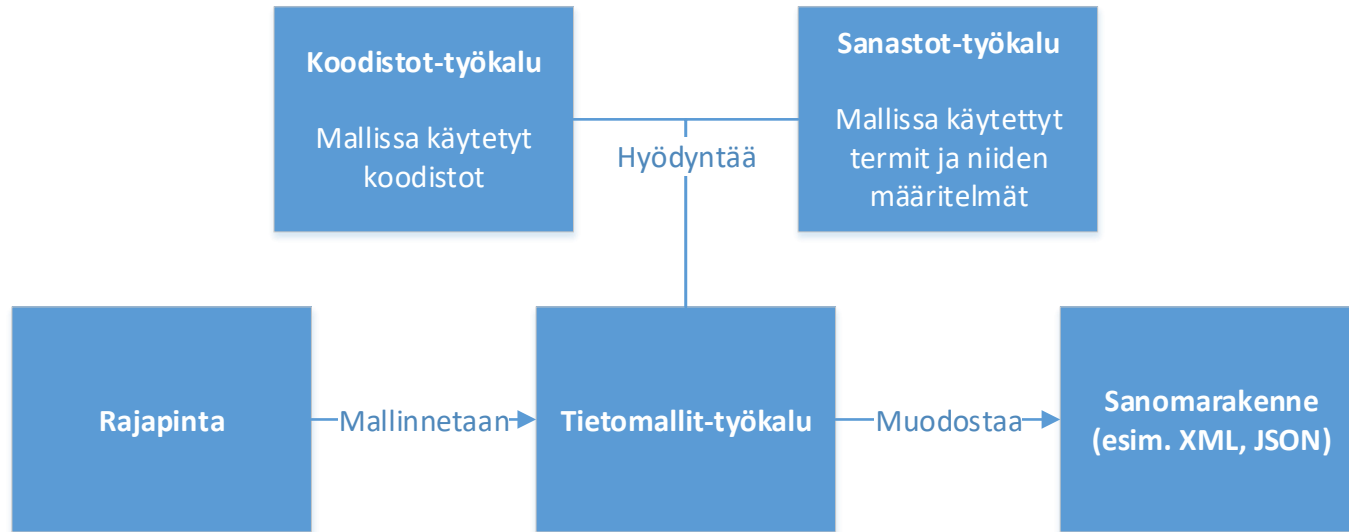 Koodistot-työkalu
Mallissa käytetyt
koodistot
Sanastot-työkalu
Mallissa käytettyt
termit ja niiden
määritelmät
Hyödyntää
Rajapinta
Mallinnetaan
Tietomallit-työkalu
Muodostaa
Sanomarakenne
(esim. XML, JSON)